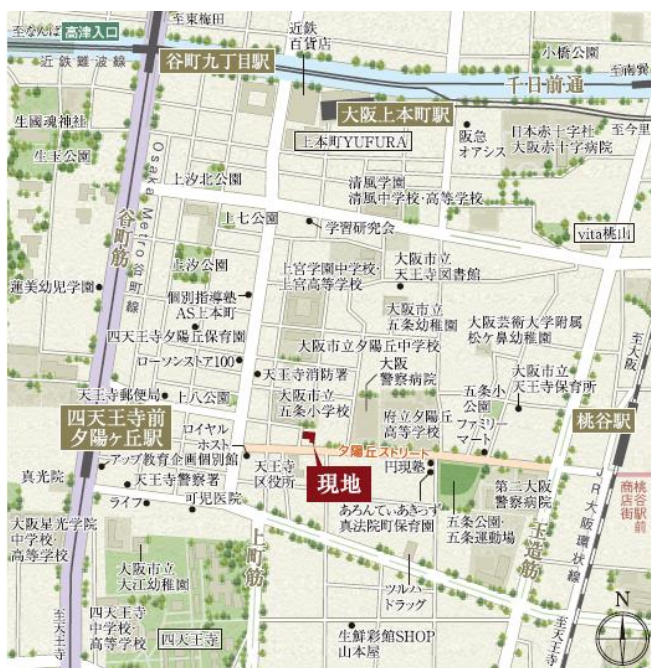 至東梅田
至なんば
高津入口
近鉄難波線
谷町九丁目駅
近鉄
百貨店
小橋公園
至南巽
千日前通
大阪上本町駅
生國魂神社
生玉公園
上本町YUFURA
阪急
オアシス
日本赤十字社
大阪赤十字病院
至今里
Osaka Metro谷町線
谷町筋
上汐北公園
清風学園
清風中学校・高等学校
上七公園
学習研究会
vita桃山
蓮美幼児学園
上汐公園
上宮学園中学校・
上宮高等学校
大阪市立
天王寺図書館
個別指導塾
AS上本町
大阪市立
五条幼稚園
大阪芸術大学附属
松ケ鼻幼稚園
至大阪
四天王寺夕陽丘保育園
大阪市立夕陽丘中学校
ローソンストア100
天王寺消防署
大阪
警察病院
大阪市立
天王寺保育所
天王寺郵便局
上八公園
大阪市立
五条小学校
五条小
公園
桃谷駅
四天王寺前
夕陽ヶ丘駅
ロイヤル
ホスト
府立夕陽丘
高等学校
ファミリー
マート
夕陽丘ストリート
アップ教育企画個別館
真光院
天王寺
区役所
現地
円現塾
天王寺警察署
ライフ
可児医院
第二大阪
警察病院
JR大阪環状線
桃谷駅前
商店街
あろんてぃあきっず
真法院町保育園
五条公園・
五条運動場
大阪星光学院
中学校・
高等学校
上町筋
玉造筋
大阪市立
大江幼稚園
ツルハ
ドラッグ
四天王寺
中学校・
高等学校
四天王寺
至天王寺
生鮮彩館SHOP
山本屋
至天王寺
至天王寺
N